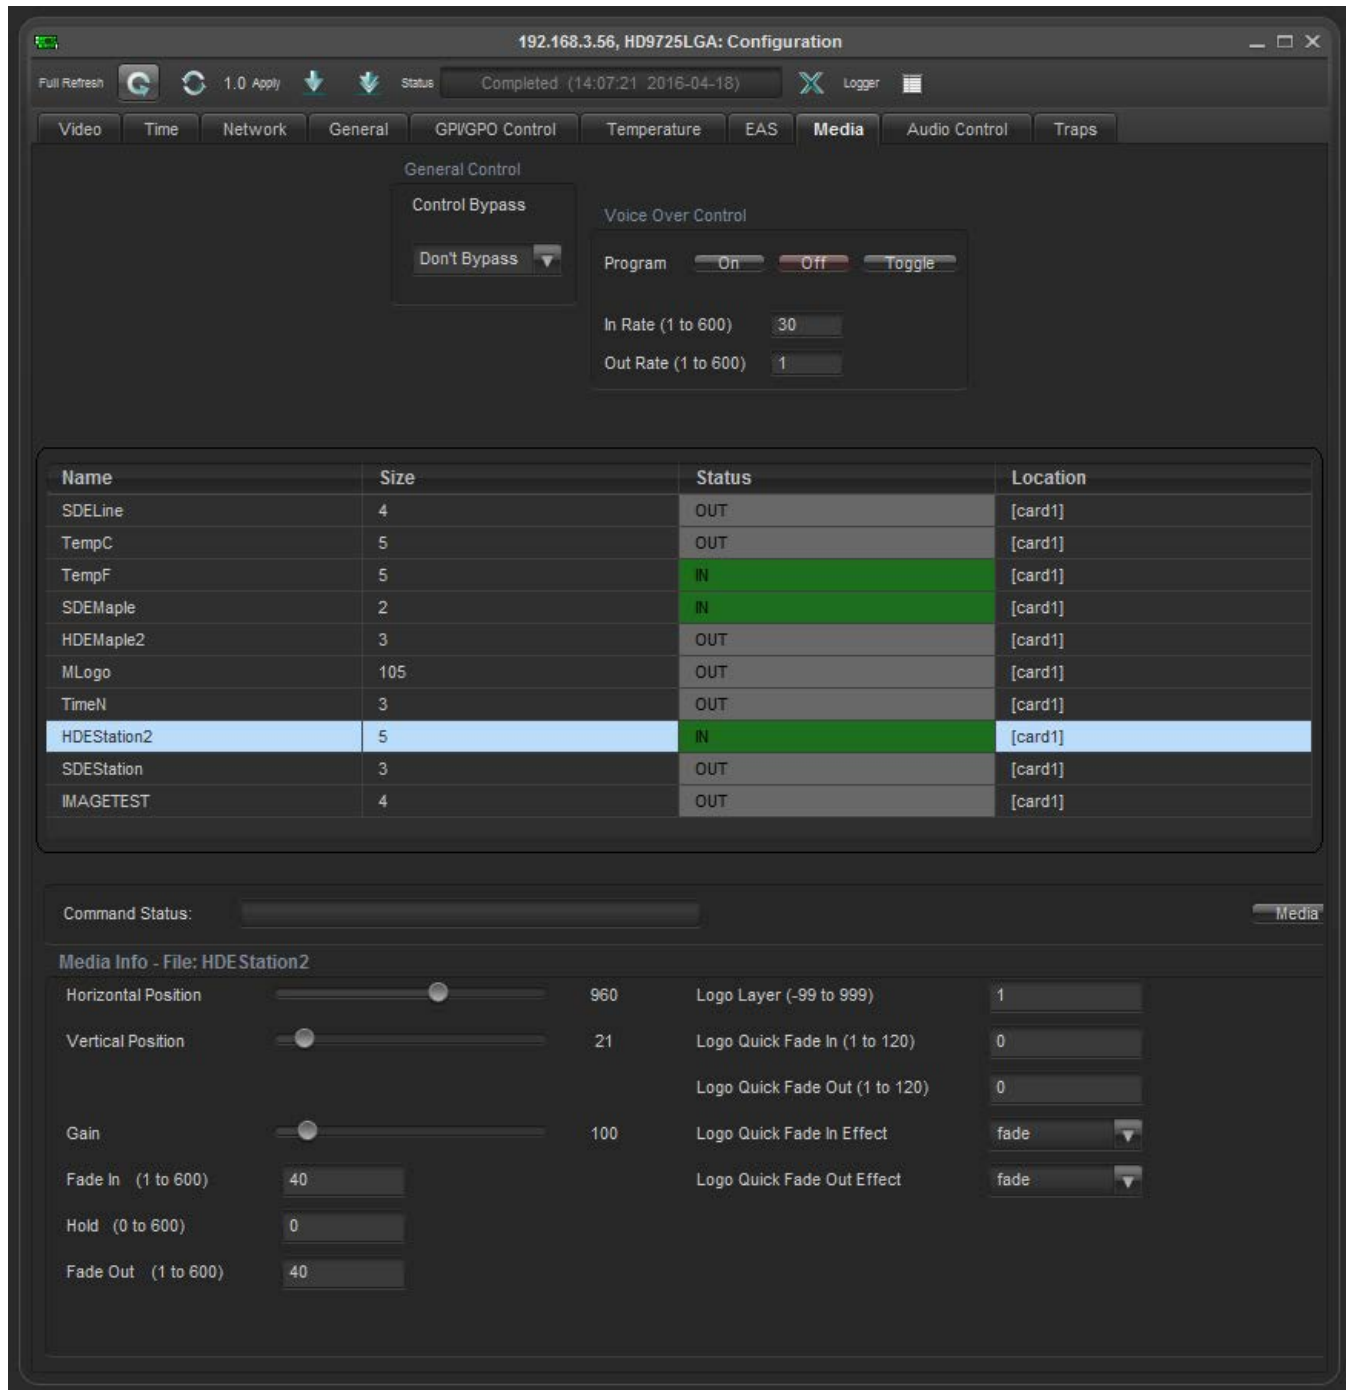 192.168.3.56, HD9725LGA: Configuration
Full Refresh 1.0 Apply Status Completed (14:07:21 2016-04-18) Logger
Video Time Network General GPI/GPO Control Temperature EAS Media Audio Control Traps
General Control
Control Bypass
Don't Bypass
Voice Over Control
Program On Off Toggle
In Rate (1 to 600) 30
Out Rate (1 to 600) 1
Name Size Status Location
SDELine 4 OUT [card1]
TempC 5 OUT [card1]
TempF 5 IN [card1]
SDEMaple 2 IN [card1]
HDEMaple2 3 OUT [card1]
MLogo 105 OUT [card1]
TimeN 3 OUT [card1]
HDEStation2 5 IN [card1]
SDEStation 3 OUT [card1]
IMAGETEST 4 OUT [card1]
Command Status: Media
Media Info - File: HDEStation2
Horizontal Position 960 Logo Layer (-99 to 999) 1
Vertical Position 21 Logo Quick Fade In (1 to 120) 0
Logo Quick Fade Out (1 to 120) 0
Gain 100 Logo Quick Fade In Effect fade
Fade In (1 to 600) 40 Logo Quick Fade Out Effect fade
Hold (0 to 600) 0
Fade Out (1 to 600) 40